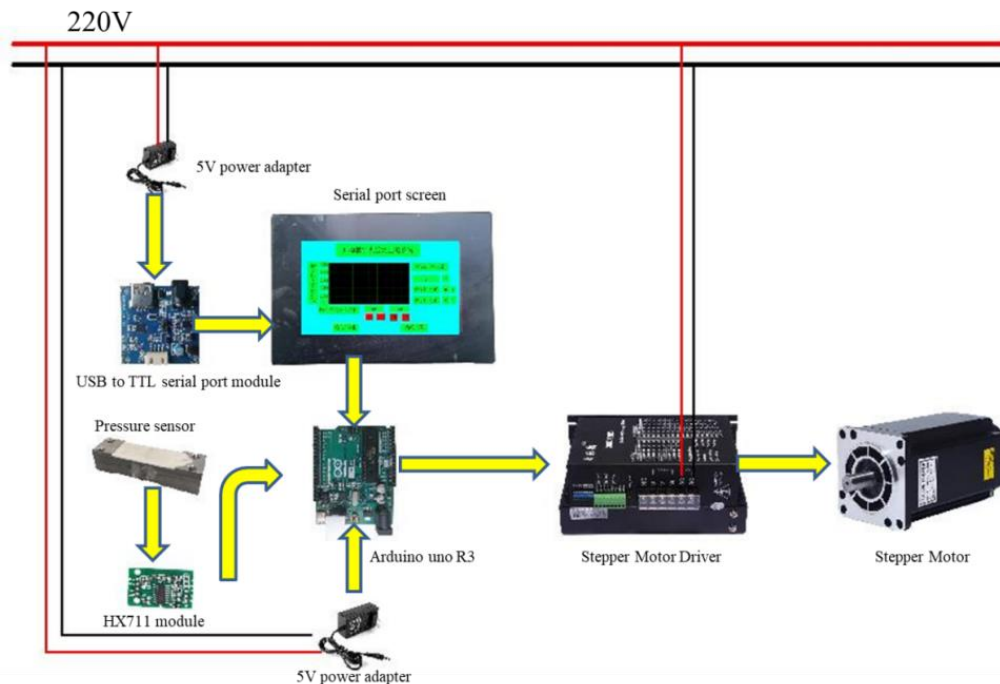 220V
5V power adapter
Serial port screen
USB to TTL serial port module
Pressure sensor
Arduino uno R3
Stepper Motor Driver
Stepper Motor
HX711 module
5V power adapter